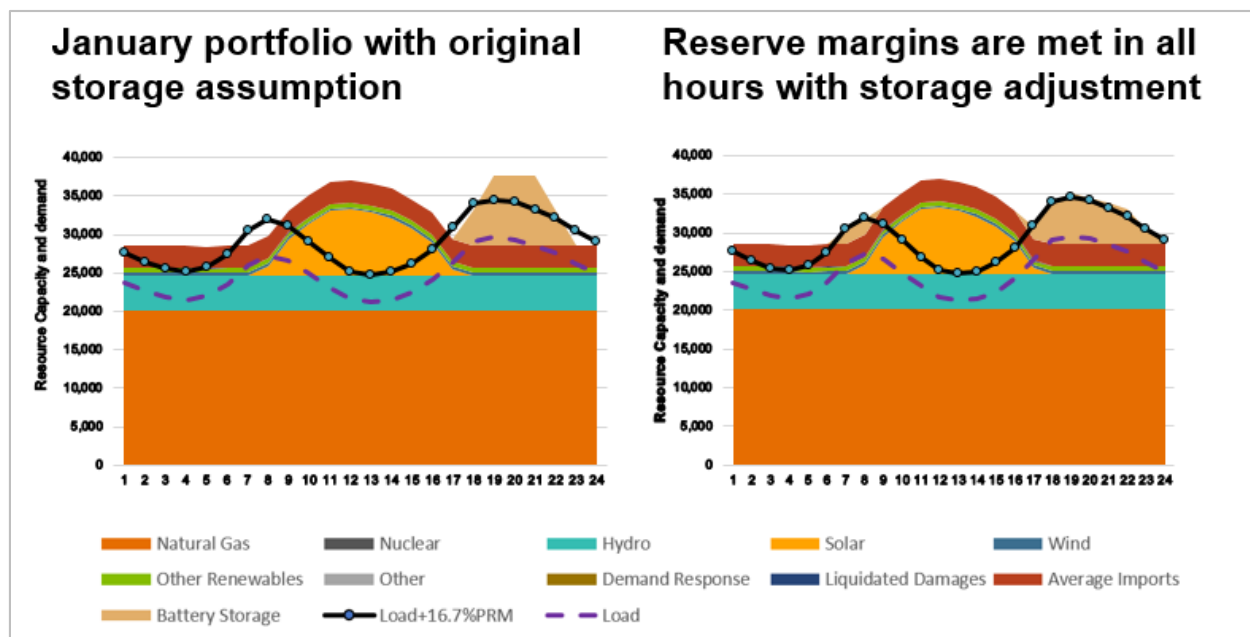 January portfolio with original
storage assumption
Reserve margins are met in all
hours with storage adjustment
Resource Capacity and demand
40,000
35,000
30,000
25,000
20,000
15,000
10,000
5,000
0
1 2 3 4 5 6 7 8 9 10 11 12 13 14 15 16 17 18 19 20 21 22 23 24
Resource Capacity and demand
40,000
35,000
30,000
25,000
20,000
15,000
10,000
5,000
0
1 2 3 4 5 6 7 8 9 10 11 12 13 14 15 16 17 18 19 20 21 22 23 24
Natural Gas Nuclear Hydro Solar Wind
Other Renewables Other Demand Response Liquidated Damages Average Imports
Battery Storage Load+16.7%PRM Load